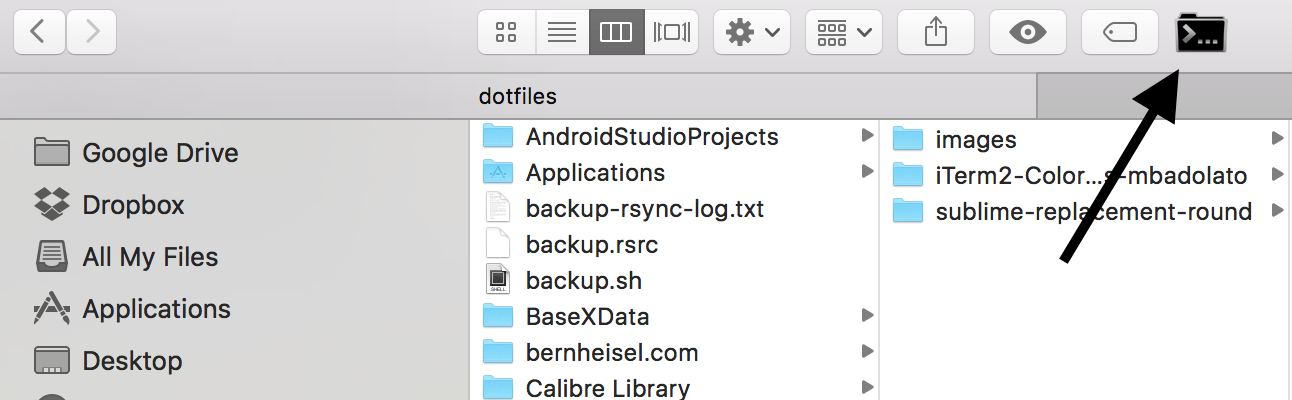 dotfiles
Google Drive
Dropbox
All My Files
Applications
Desktop
AndroidStudioProjects
Applications
backup-rsync-log.txt
backup.rsrc
backup.sh
SHELL
BaseXData
bernheisel.com
Calibre Library
images
iTerm2-Color...s-mbadolato
sublime-replacement-round